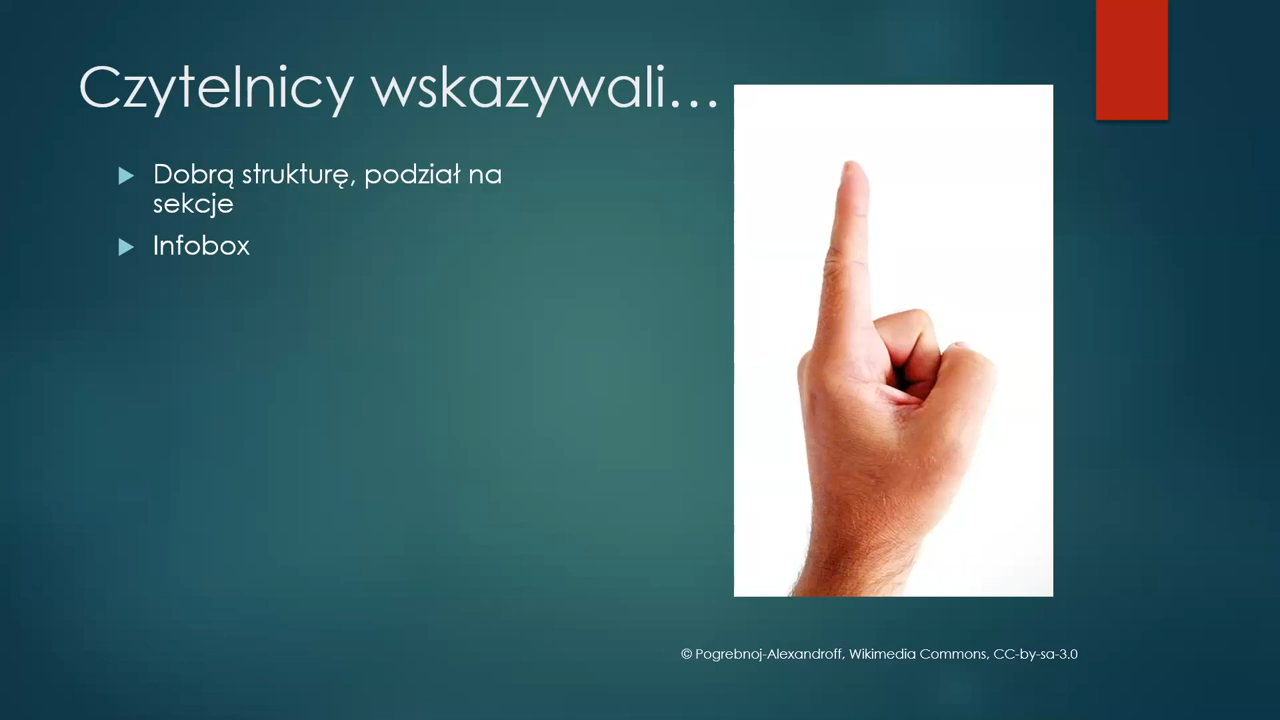 Czytelnicy wskazywali…
Dobrą strukturę, podział na
sekcje
Infobox
© Pogrebnoj-Alexandroff, Wikimedia Commons, CC-by-sa-3.0